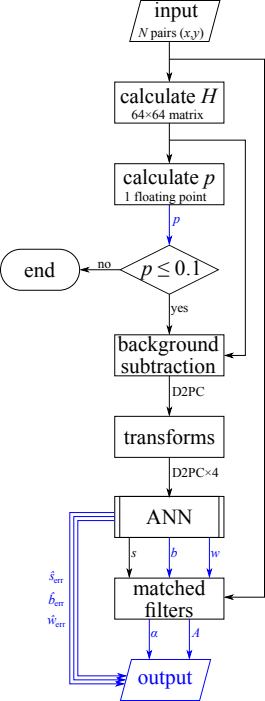 input
N pairs (x,y)
calculate H
64×64 matrix
calculate p
1 floating point
p
p ≤ 0.1
no
end
yes
background
subtraction
D2PC
transforms
D2PC×4
ANN
s b w
ŝerr
b̂err
ŵerr
matched
filters
α A
output